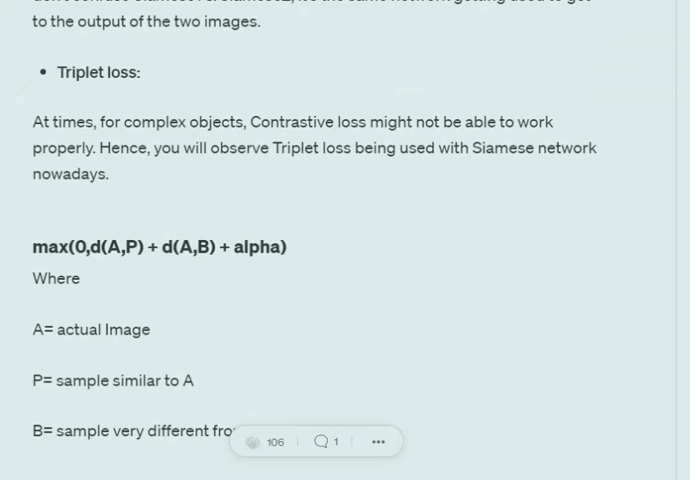 to the output of the two images.
• Triplet loss:
At times, for complex objects, Contrastive loss might not be able to work
properly. Hence, you will observe Triplet loss being used with Siamese network
nowadays.
max(0,d(A,P) + d(A,B) + alpha)
Where
A= actual Image
P= sample similar to A
B= sample very different
106
1